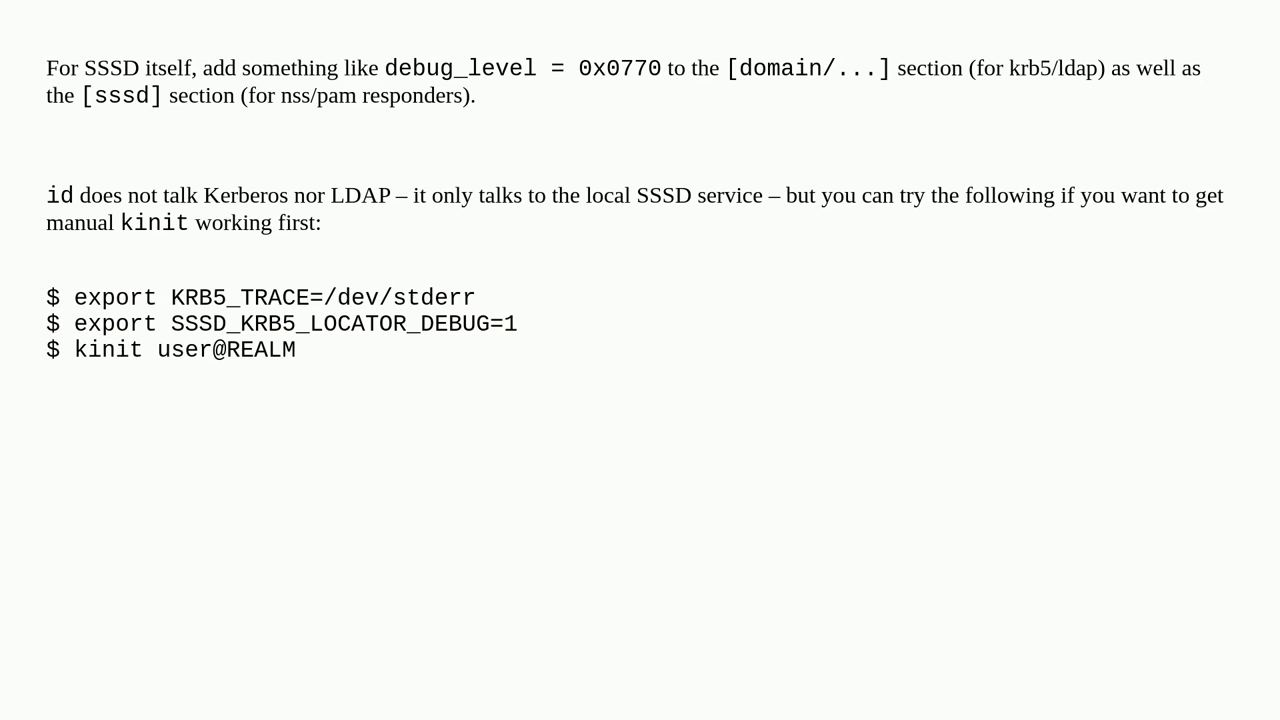 For SSSD itself, add something like debug_level = 0x0770 to the [domain/...] section (for krb5/ldap) as well as
the [sssd] section (for nss/pam responders).
id does not talk Kerberos nor LDAP – it only talks to the local SSSD service – but you can try the following if you want to get
manual kinit working first:
$ export KRB5_TRACE=/dev/stderr
$ export SSSD_KRB5_LOCATOR_DEBUG=1
$ kinit user@REALM